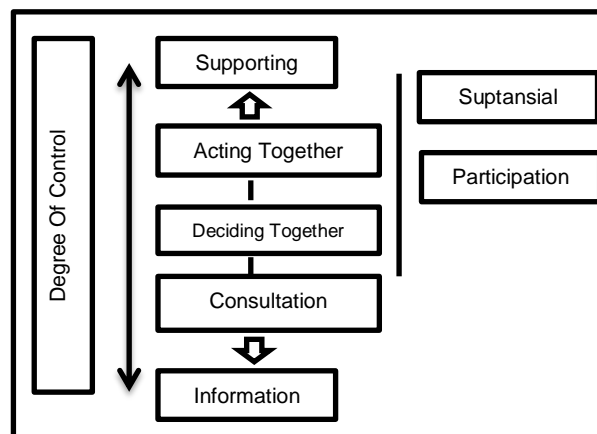 Degree Of Control
Supporting
Acting Together
Deciding Together
Consultation
Information
Suptansial
Participation